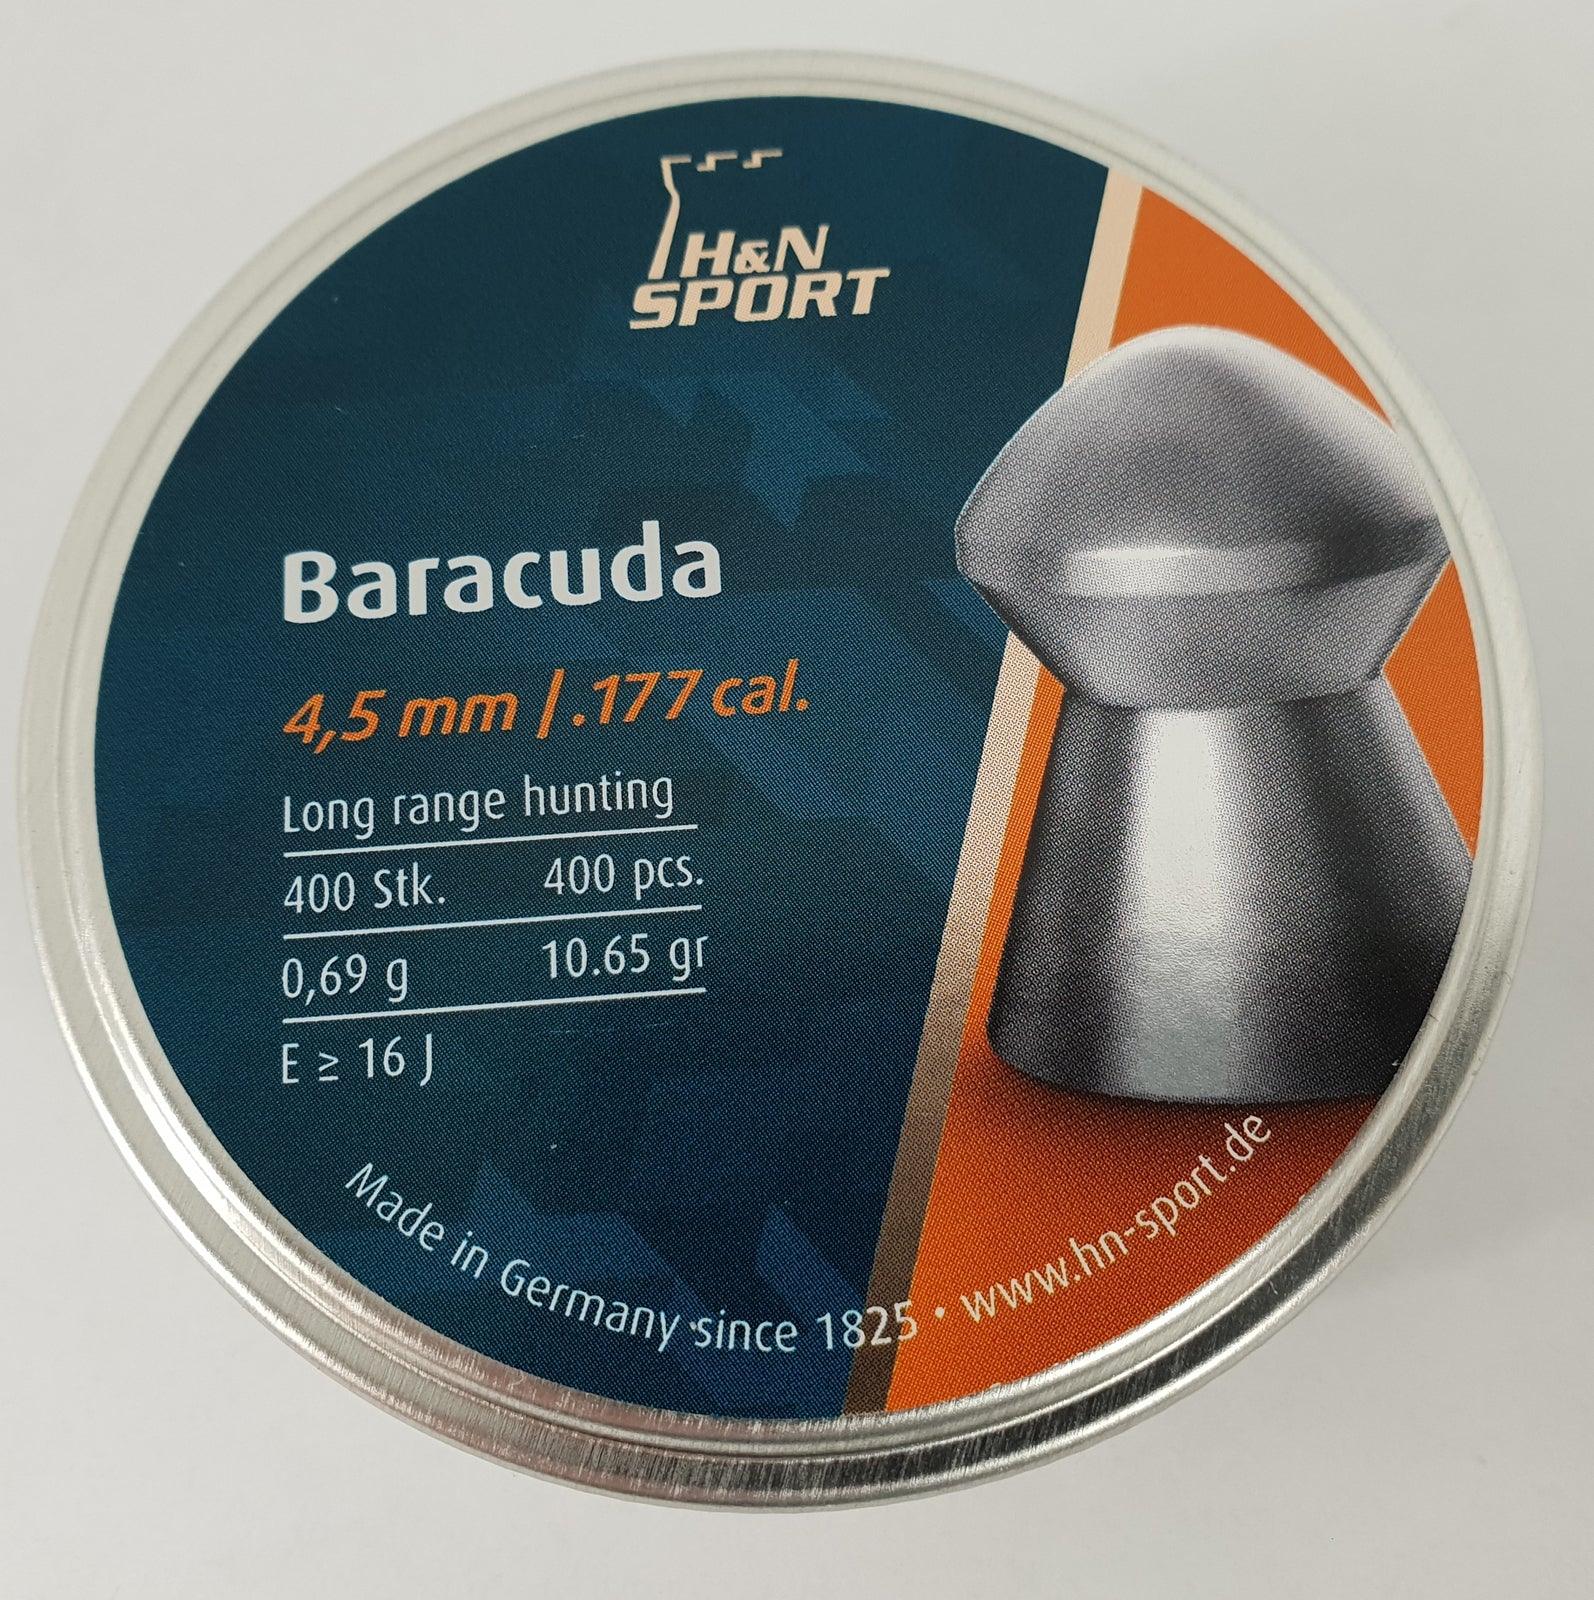 H&N
SPORT
Baracuda
4,5 mm / .177 cal.
Long range hunting
400 Stk. 400 pcs.
0,69 g 10.65 gr
E ≥ 16 J
Made in Germany since 1825 • www.hn-sport.de